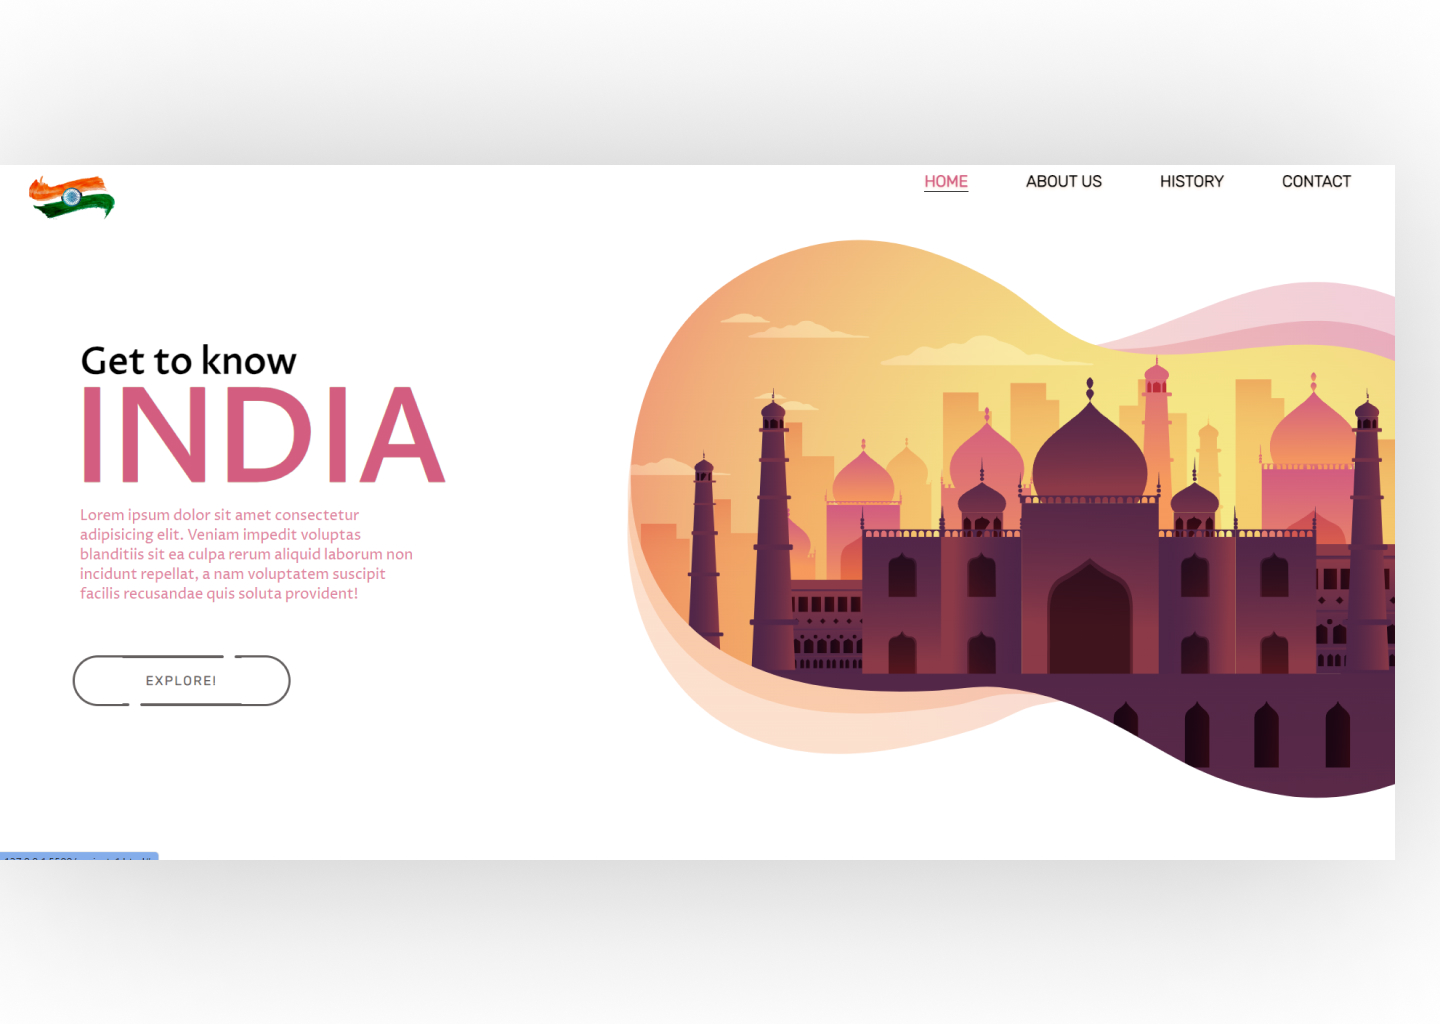 HOME ABOUT US HISTORY CONTACT
Get to know
INDIA
Lorem ipsum dolor sit amet consectetur
adipisicing elit. Veniam impedit voluptas
blanditiis sit ea culpa rerum aliquid laborum non
incidunt repellat, a nam voluptatem suscipit
facilis recusandae quis soluta provident!
EXPLORE!